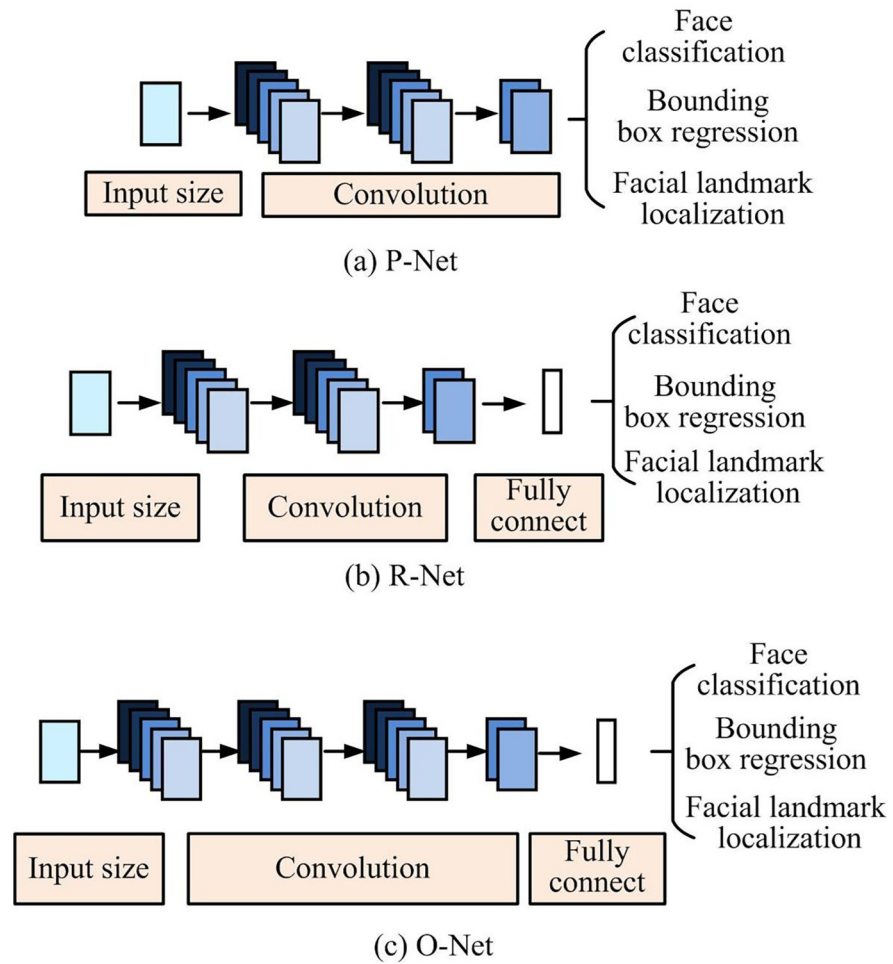 Face
classification
Bounding
box regression
Facial landmark
localization
Input size
Convolution
(a) P-Net
Face
classification
Bounding
box regression
Facial landmark
localization
Input size
Convolution
Fully
connect
(b) R-Net
Face
classification
Bounding
box regression
Facial landmark
localization
Input size
Convolution
Fully
connect
(c) O-Net